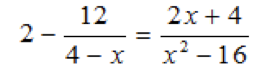 2 − 12/(4 − x) = (2x + 4)/(x² − 16)